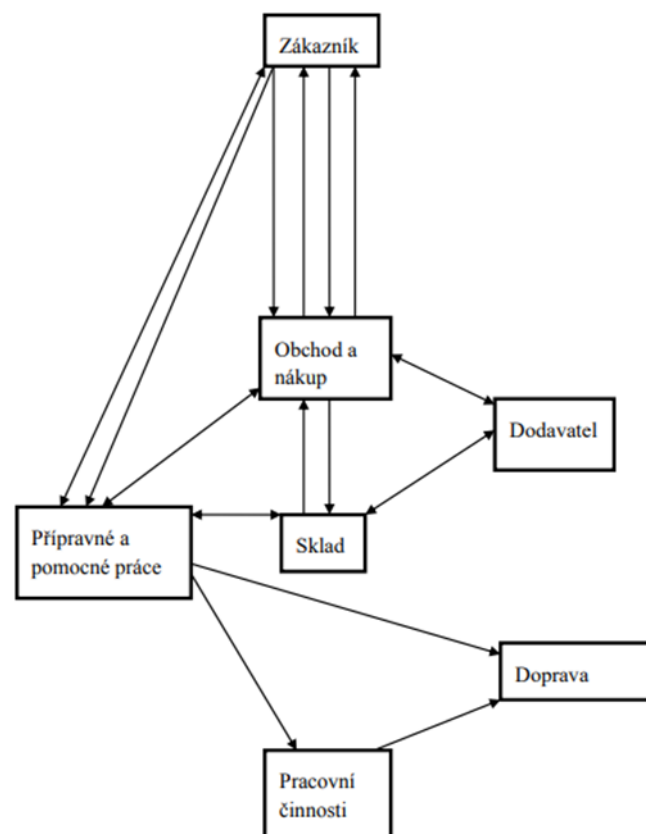 Zákazník
Obchod a
nákup
Dodavatel
Přípravné a
pomocné práce
Sklad
Doprava
Pracovní
činnosti